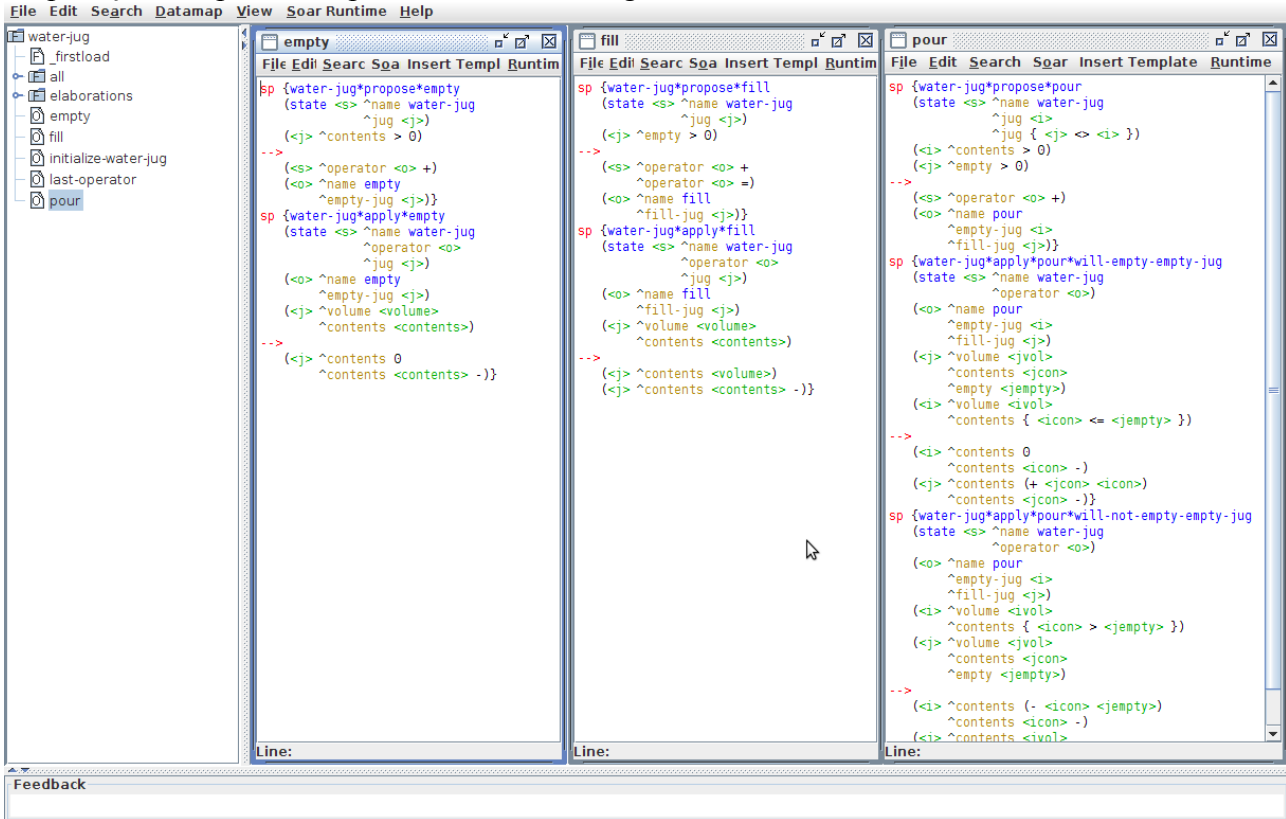 File Edit Search Datamap View Soar Runtime Help
water-jug
_firstload
all
elaborations
empty
fill
initialize-water-jug
last-operator
pour
empty
File Edit Searc Soa Insert Templ Runtim
sp {water-jug*propose*empty
(state <s> ^name water-jug
^jug <j>)
(<j> ^contents > 0)
-->
(<s> ^operator <o> +)
(<o> ^name empty
^empty-jug <j>)}
sp {water-jug*apply*empty
(state <s> ^name water-jug
^operator <o>
^jug <j>)
(<o> ^name empty
^empty-jug <j>)
(<j> ^volume <volume>
^contents <contents>)
-->
(<j> ^contents 0
^contents <contents> -)}
Line:
fill
File Edit Searc Soa Insert Templ Runtim
sp {water-jug*propose*fill
(state <s> ^name water-jug
^jug <j>)
(<j> ^empty > 0)
-->
(<s> ^operator <o> +
^operator <o> =)
(<o> ^name fill
^fill-jug <j>)}
sp {water-jug*apply*fill
(state <s> ^name water-jug
^operator <o>
^jug <j>)
(<o> ^name fill
^fill-jug <j>)
(<j> ^volume <volume>
^contents <contents>)
-->
(<j> ^contents <volume>)
(<j> ^contents <contents> -)}
Line:
pour
File Edit Search Soar Insert Template Runtime
sp {water-jug*propose*pour
(state <s> ^name water-jug
^jug <i>
^jug { <j> <> <i> })
(<i> ^contents > 0)
(<j> ^empty > 0)
-->
(<s> ^operator <o> +)
(<o> ^name pour
^empty-jug <i>
^fill-jug <j>)}
sp {water-jug*apply*pour*will-empty-empty-jug
(state <s> ^name water-jug
^operator <o>)
(<o> ^name pour
^empty-jug <i>
^fill-jug <j>)
(<j> ^volume <jvol>
^contents <jcon>
^empty <jempty>)
(<i> ^volume <ivol>
^contents { <icon> <= <jempty> })
-->
(<i> ^contents 0
^contents <icon> -)
(<j> ^contents (+ <jcon> <icon>)
^contents <jcon> -)}
sp {water-jug*apply*pour*will-not-empty-empty-jug
(state <s> ^name water-jug
^operator <o>)
(<o> ^name pour
^empty-jug <i>
^fill-jug <j>)
(<i> ^volume <ivol>
^contents { <icon> > <jempty> })
(<j> ^volume <jvol>
^contents <jcon>
^empty <jempty>)
-->
(<i> ^contents (- <icon> <jempty>)
^contents <icon> -)
Line:
Feedback